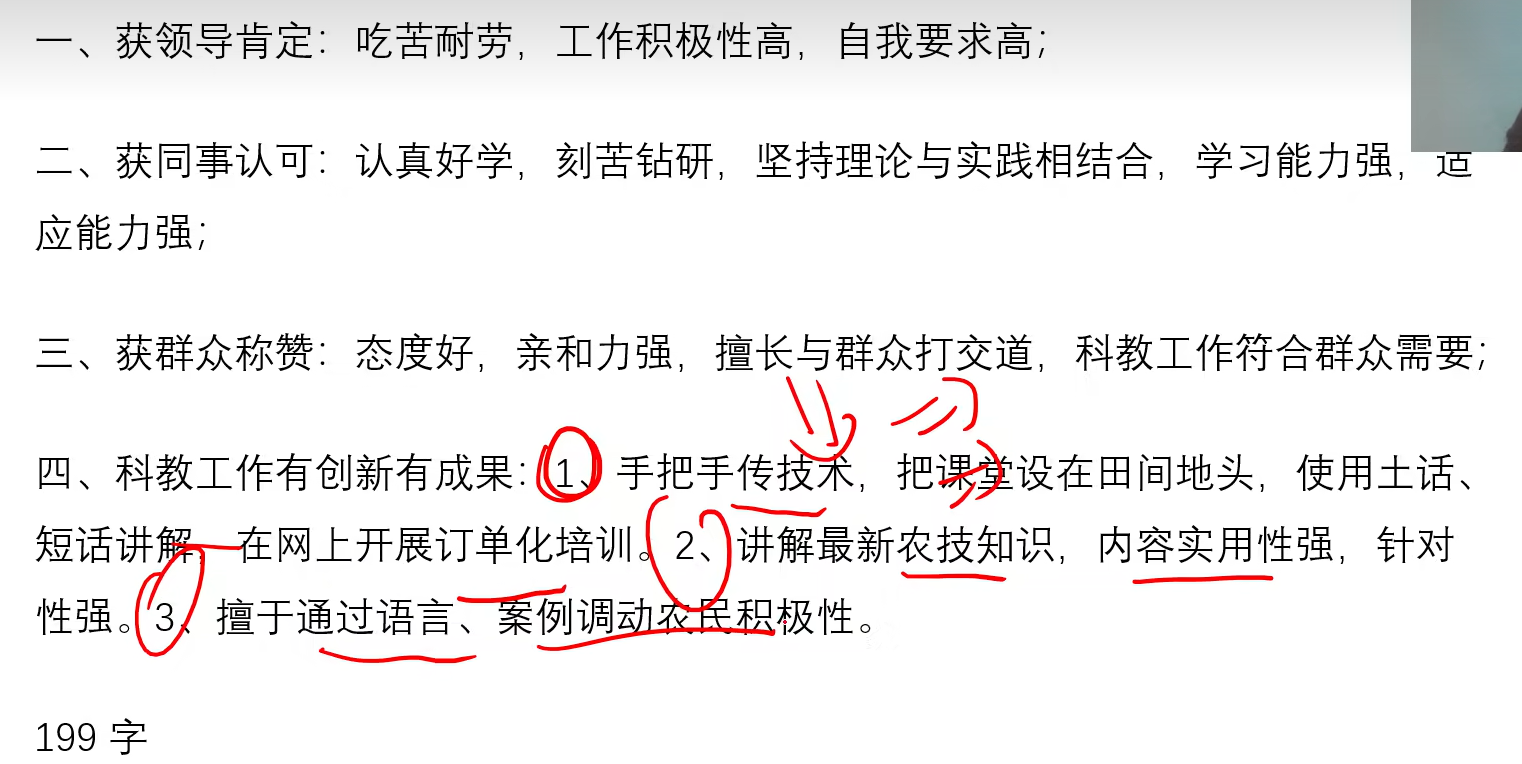 一、获领导肯定：吃苦耐劳，工作积极性高，自我要求高；
二、获同事认可：认真好学，刻苦钻研，坚持理论与实践相结合，学习能力强，适
应能力强；
三、获群众称赞：态度好，亲和力强，擅长与群众打交道，科教工作符合群众需要；
四、科教工作有创新有成果：1、手把手传技术，把课堂设在田间地头，使用土话、
短话讲解，在网上开展订单化培训。2、讲解最新农技知识，内容实用性强，针对
性强。3、擅于通过语言、案例调动农民积极性。
199 字